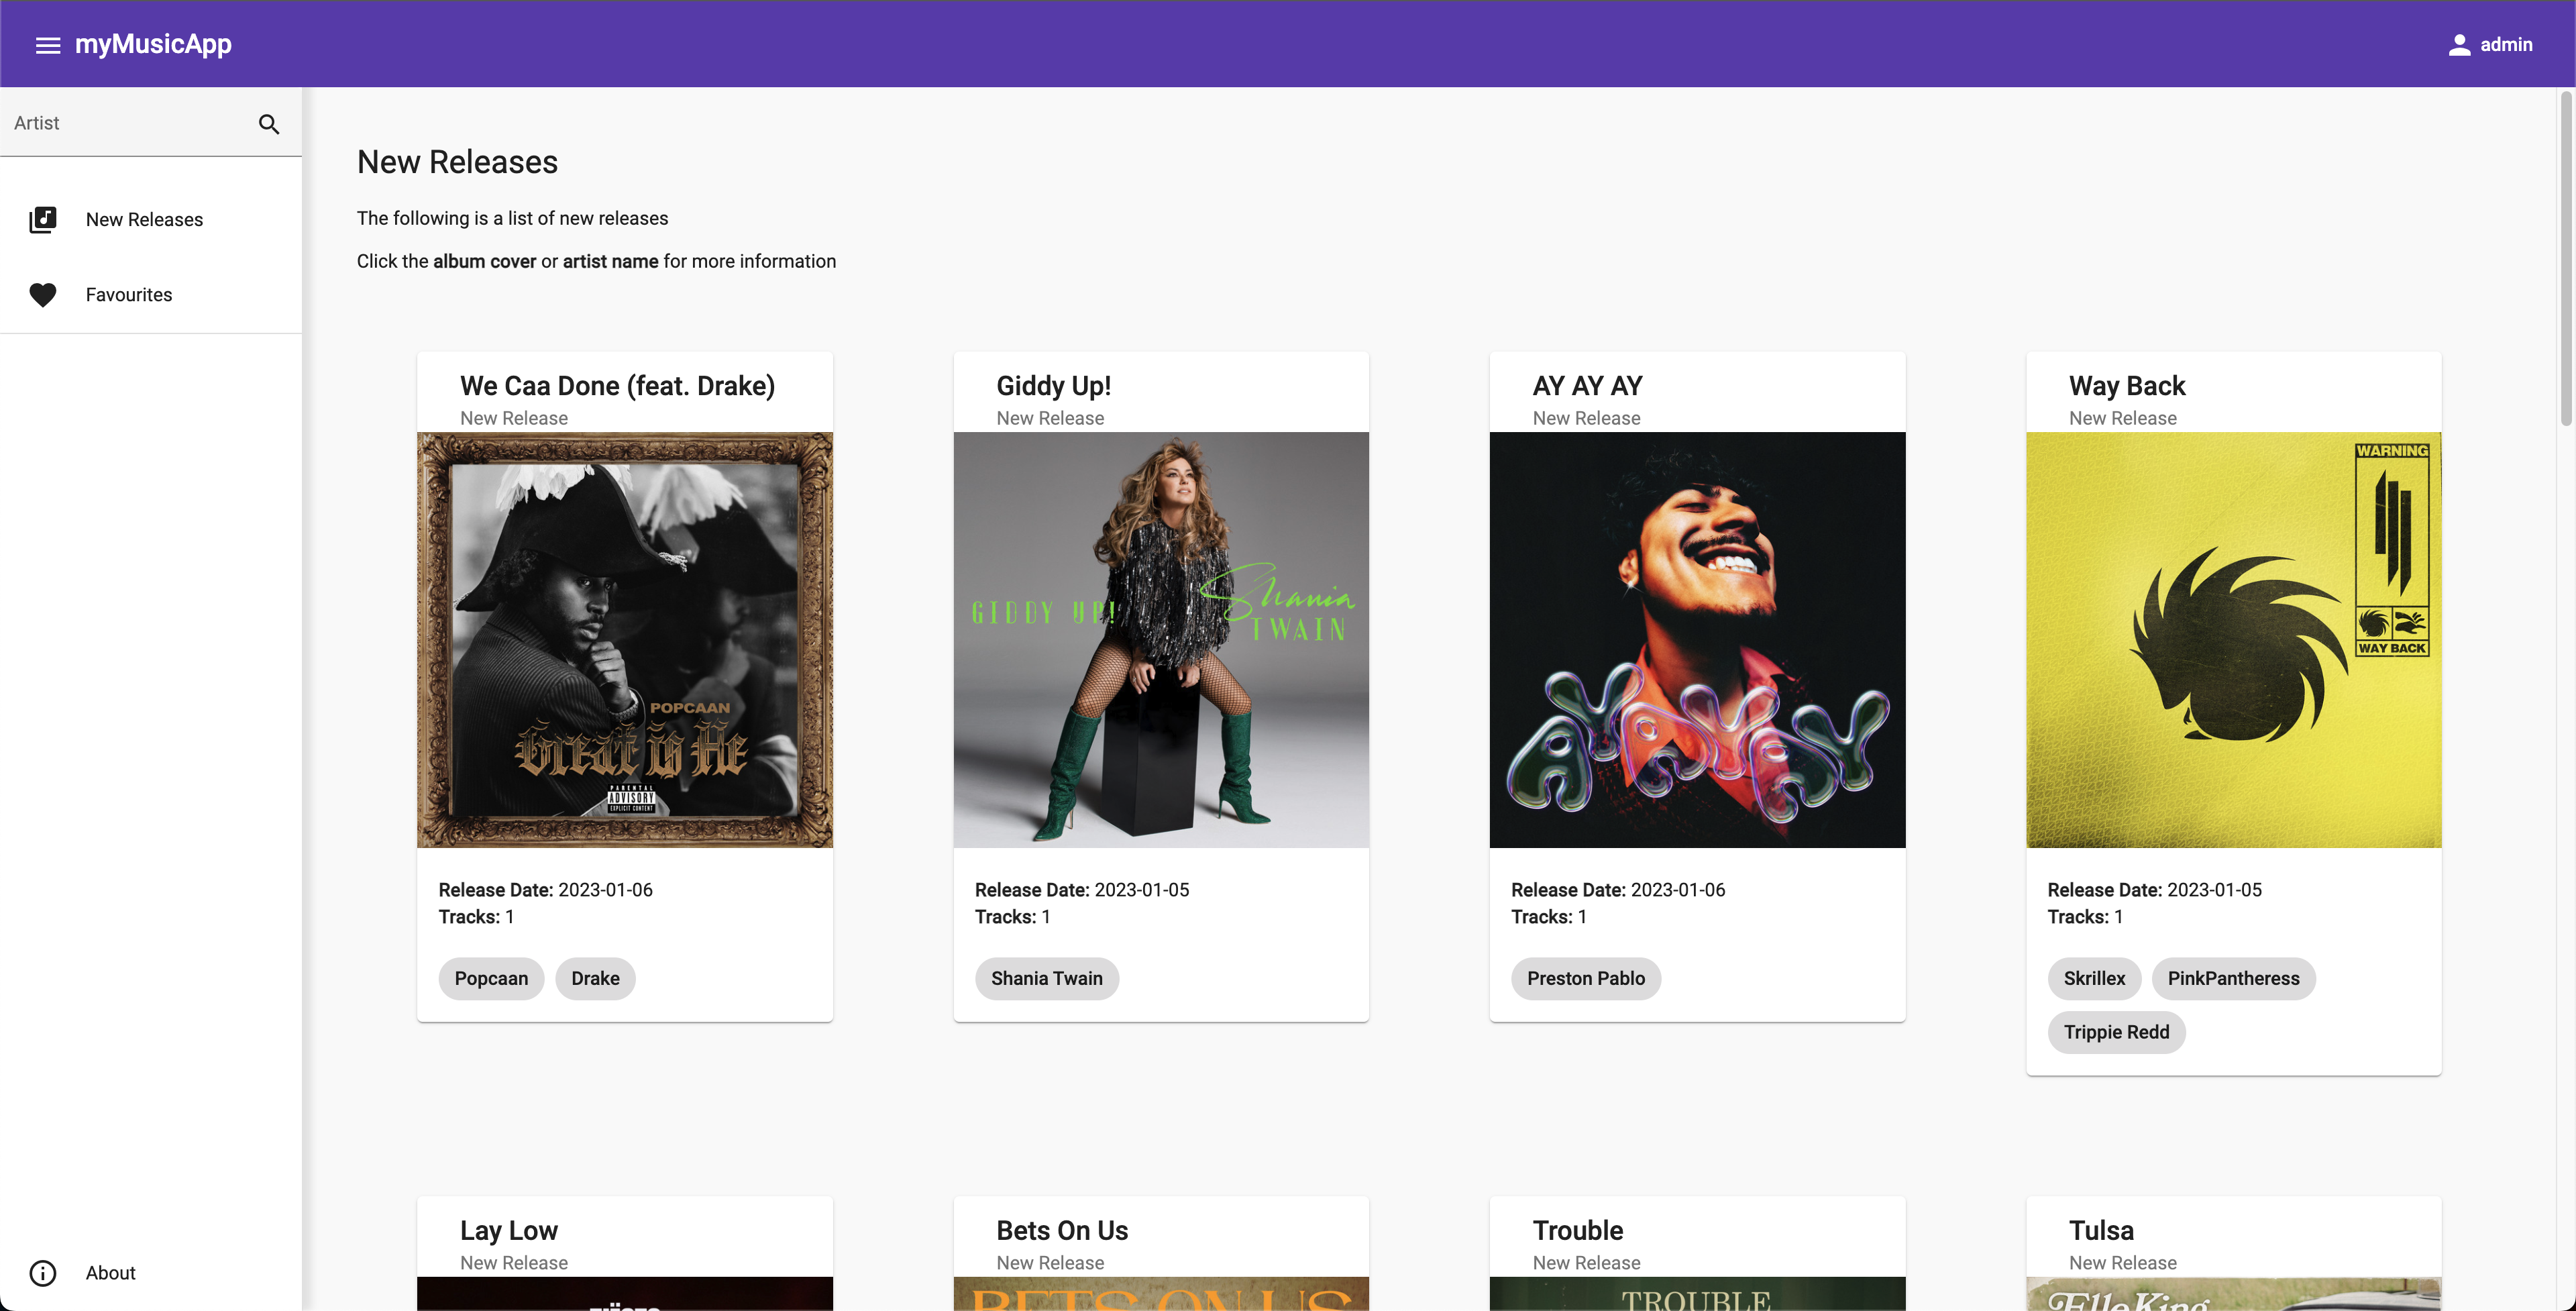 myMusicApp
admin
Artist
New Releases
Favourites
About
New Releases
The following is a list of new releases
Click the album cover or artist name for more information
We Caa Done (feat. Drake)
New Release
POPCAAN
Great is He
PARENTAL
ADVISORY
EXPLICIT CONTENT
Release Date: 2023-01-06
Tracks: 1
Popcaan
Drake
Giddy Up!
New Release
GIDDY UP!
Shania
TWAIN
Release Date: 2023-01-05
Tracks: 1
Shania Twain
AY AY AY
New Release
AYAYAY
Release Date: 2023-01-06
Tracks: 1
Preston Pablo
Way Back
New Release
WARNING
WAY BACK
Release Date: 2023-01-05
Tracks: 1
Skrillex
PinkPantheress
Trippie Redd
Lay Low
New Release
TIËSTO
Bets On Us
New Release
BETS ON US
Trouble
New Release
TROUBLE
Tulsa
New Release
Elle King